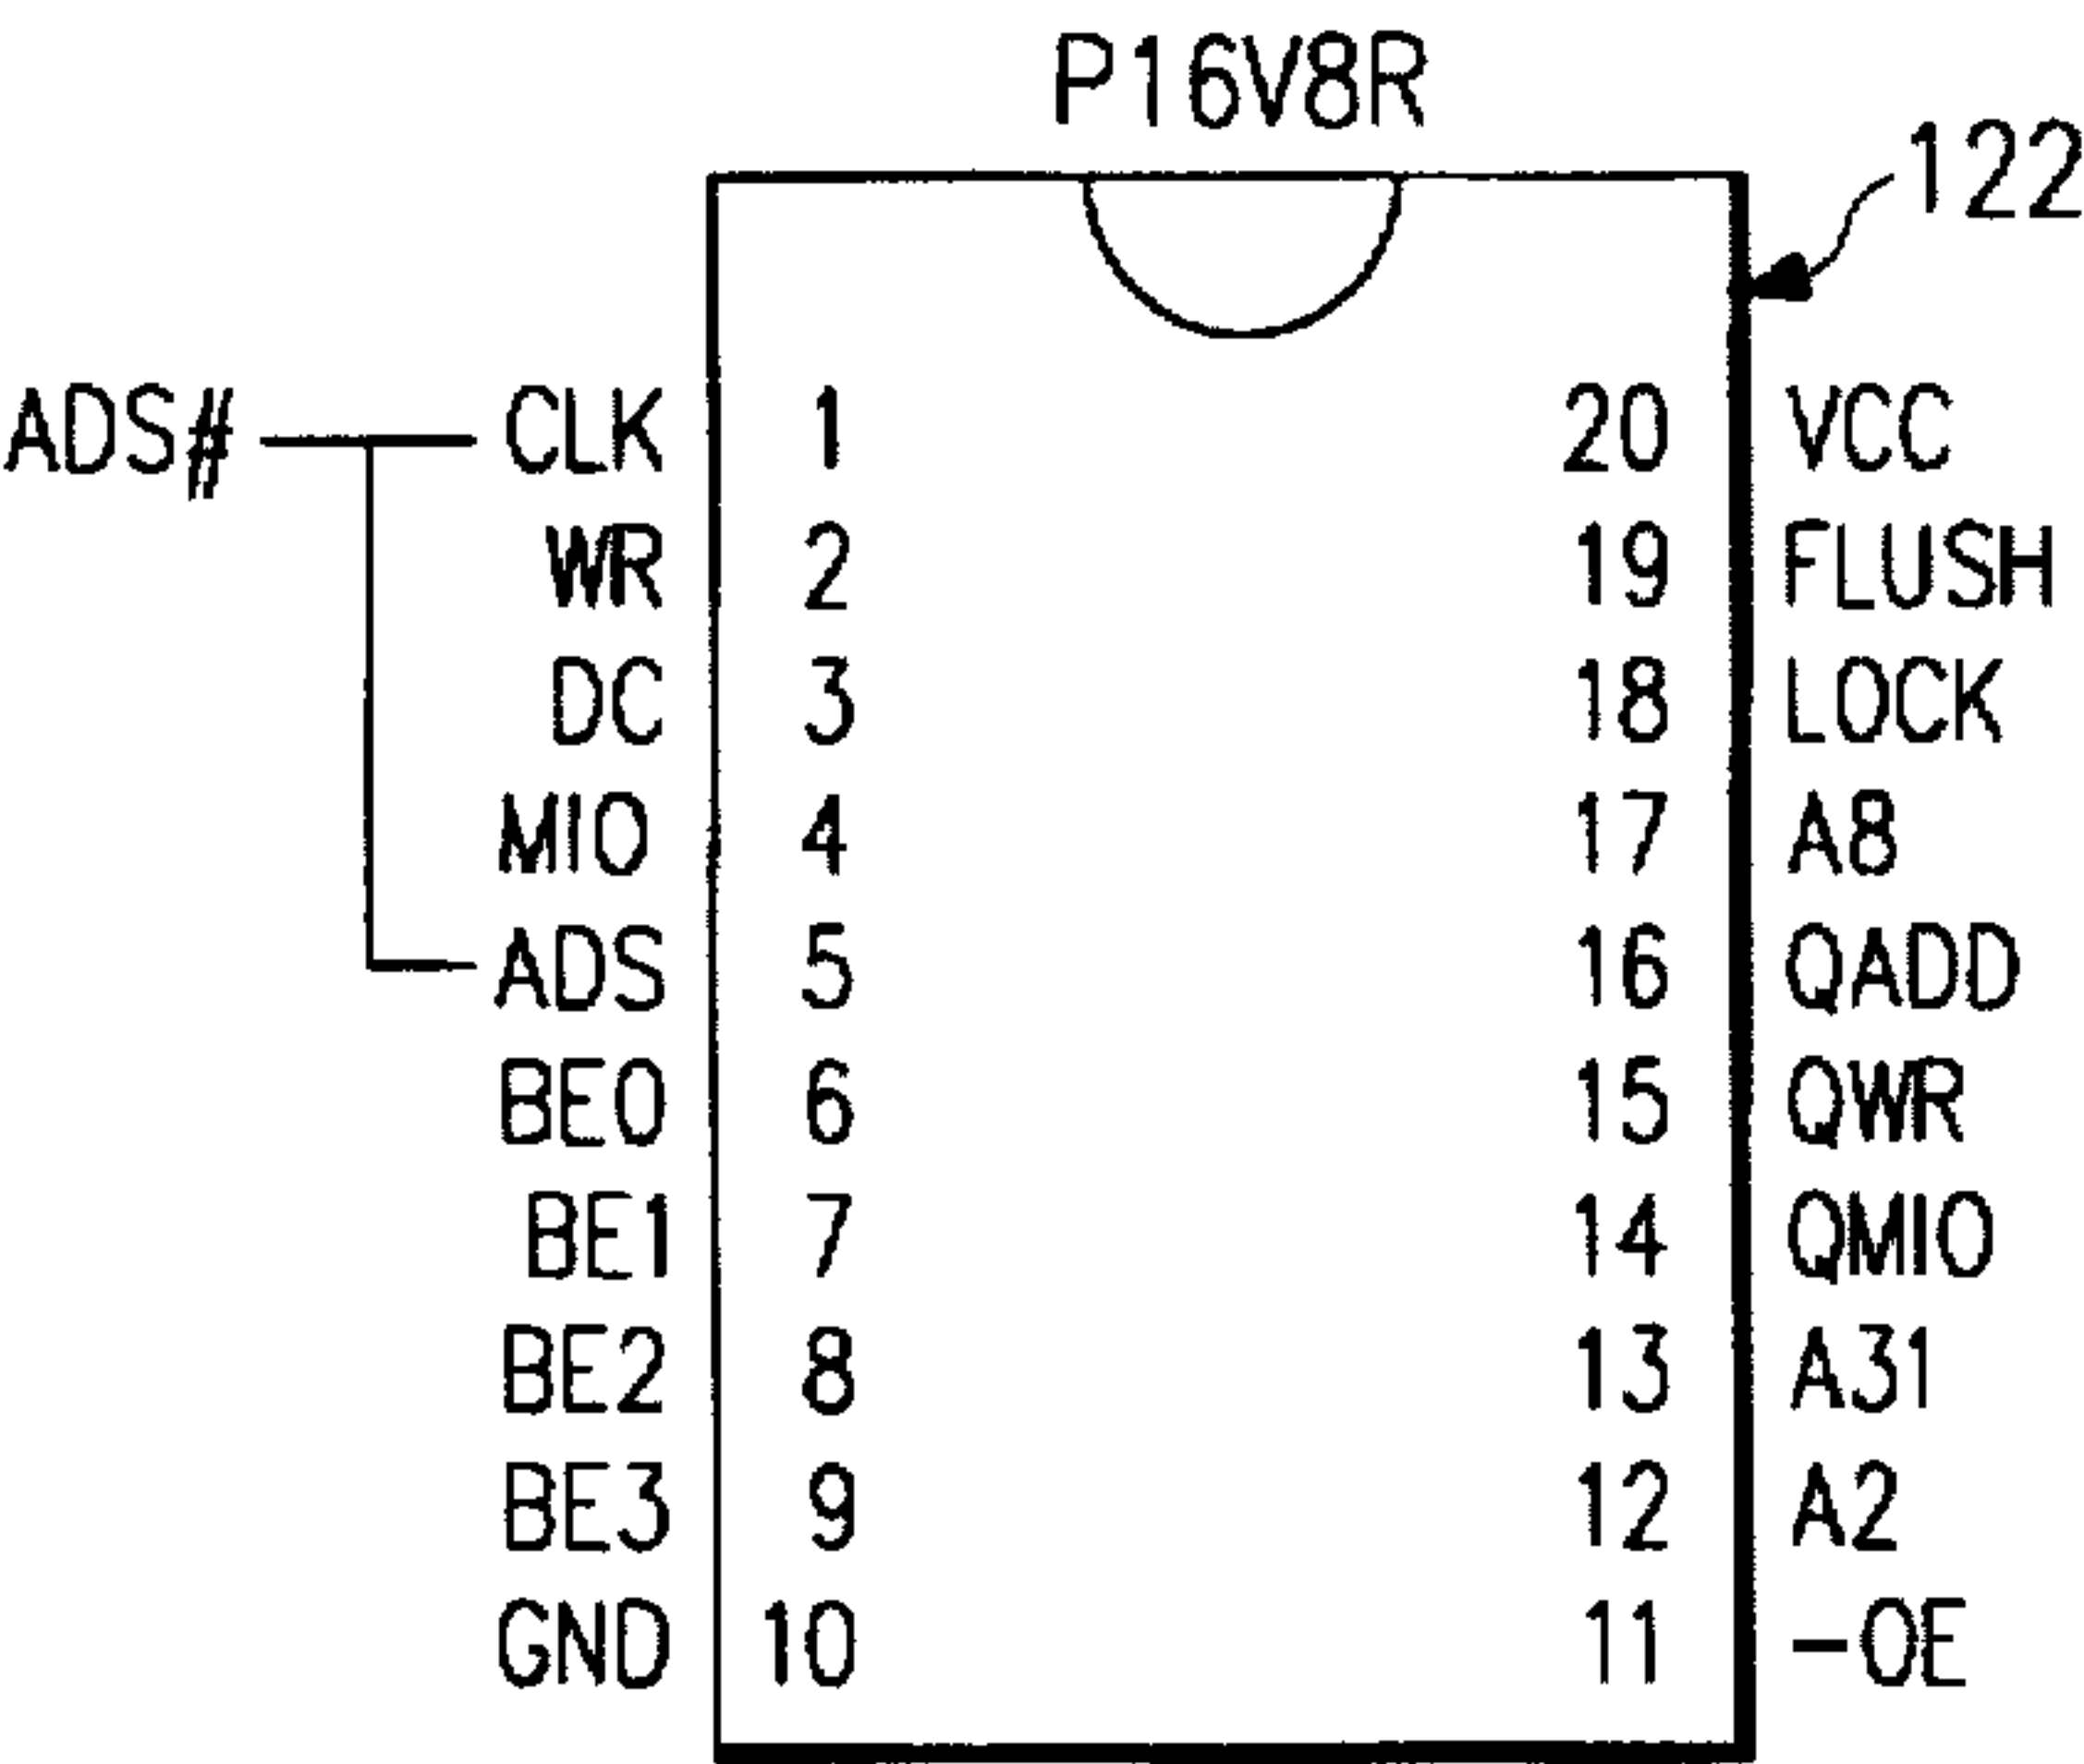 P16V8R
122
ADS# CLK 1 20 VCC
WR 2 19 FLUSH
DC 3 18 LOCK
MIO 4 17 A8
ADS 5 16 QADD
BE0 6 15 QWR
BE1 7 14 QMIO
BE2 8 13 A31
BE3 9 12 A2
GND 10 11 -OE